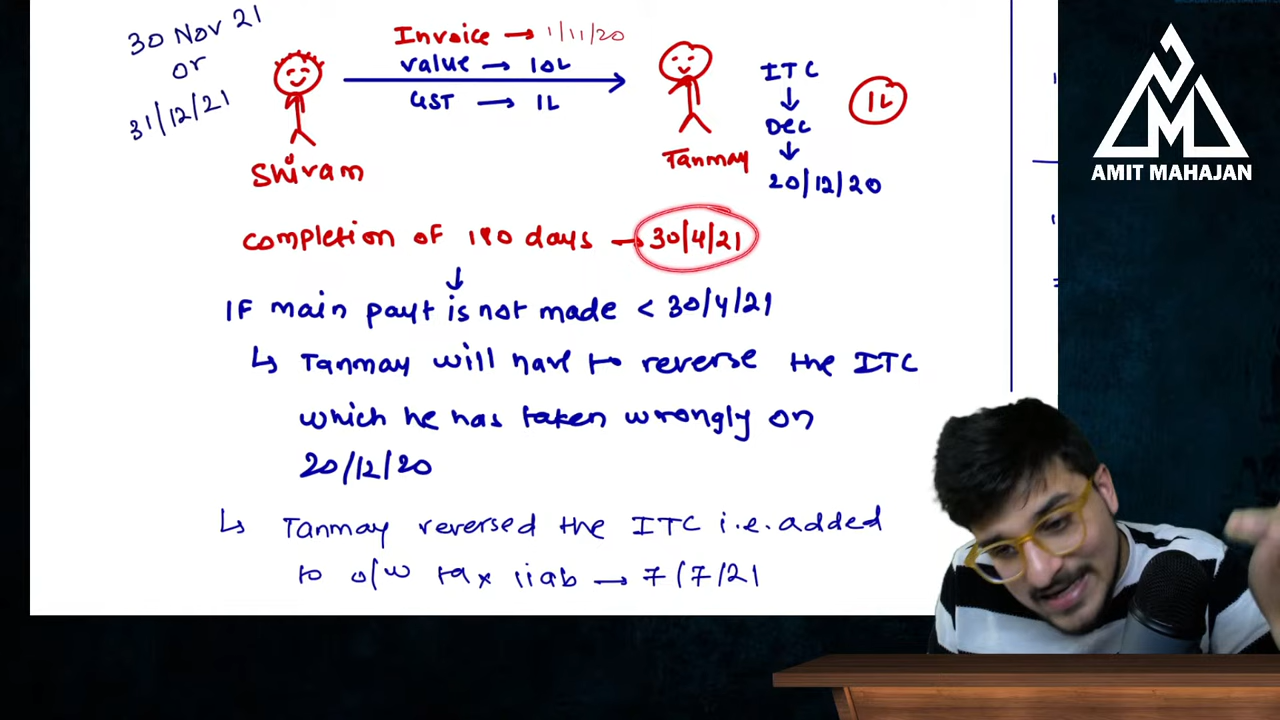 30 Nov 21
or
31/12/21
Invoice → 1/11/20
value → 10L
GST → 1L
Shivam
Tanmay
ITC
↓
Dec
↓
20/12/20
1L
completion of 180 days → 30/4/21
↓
IF main payt is not made < 30/4/21
↳ Tanmay will have to reverse the ITC
which he has taken wrongly on
20/12/20
↳ Tanmay reversed the ITC i.e. added
to o/w tax liab → 7/7/21
AMIT MAHAJAN